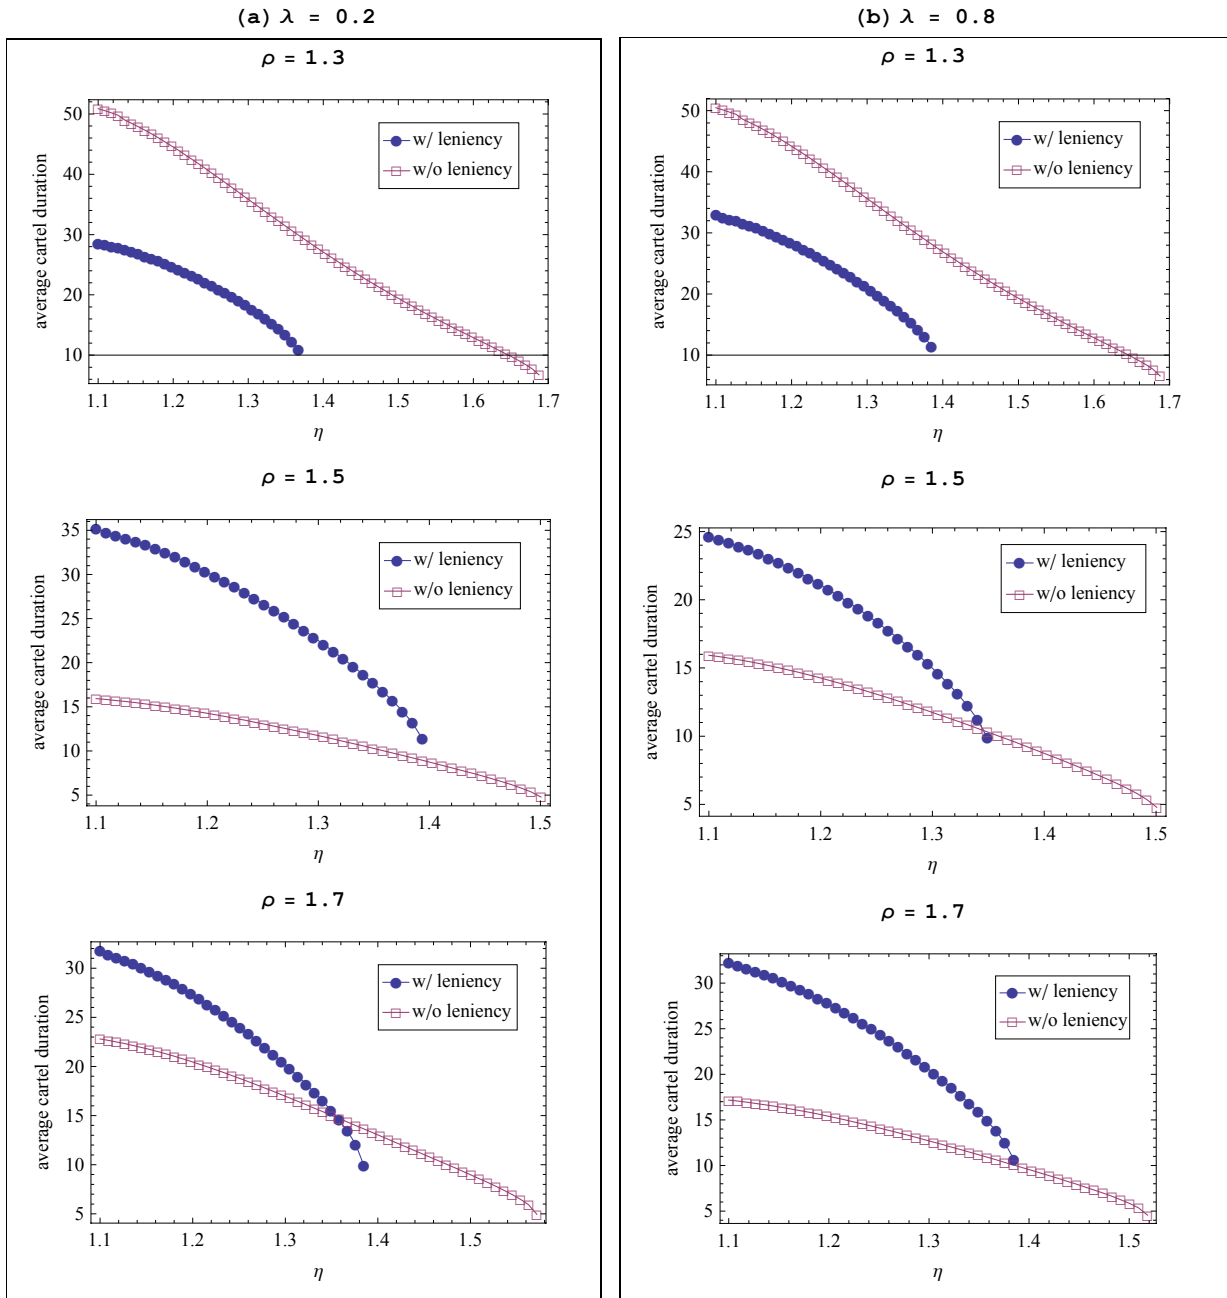 (a) λ = 0.2
ρ = 1.3
50
40
30
20
10
average cartel duration
w/ leniency
w/o leniency
1.1 1.2 1.3 1.4 1.5 1.6 1.7
η
ρ = 1.5
35
30
25
20
15
10
5
average cartel duration
w/ leniency
w/o leniency
1.1 1.2 1.3 1.4 1.5
η
ρ = 1.7
30
25
20
15
10
5
average cartel duration
w/ leniency
w/o leniency
1.1 1.2 1.3 1.4 1.5
η
(b) λ = 0.8
ρ = 1.3
50
40
30
20
10
average cartel duration
w/ leniency
w/o leniency
1.1 1.2 1.3 1.4 1.5 1.6 1.7
η
ρ = 1.5
25
20
15
10
5
average cartel duration
w/ leniency
w/o leniency
1.1 1.2 1.3 1.4 1.5
η
ρ = 1.7
30
25
20
15
10
5
average cartel duration
w/ leniency
w/o leniency
1.1 1.2 1.3 1.4 1.5
η